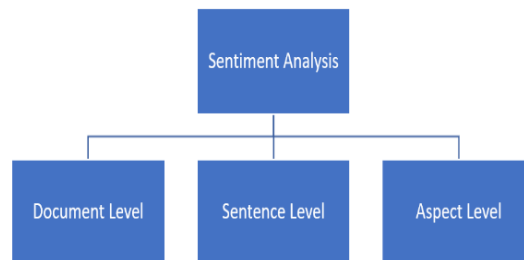 Sentiment Analysis
Document Level
Sentence Level
Aspect Level